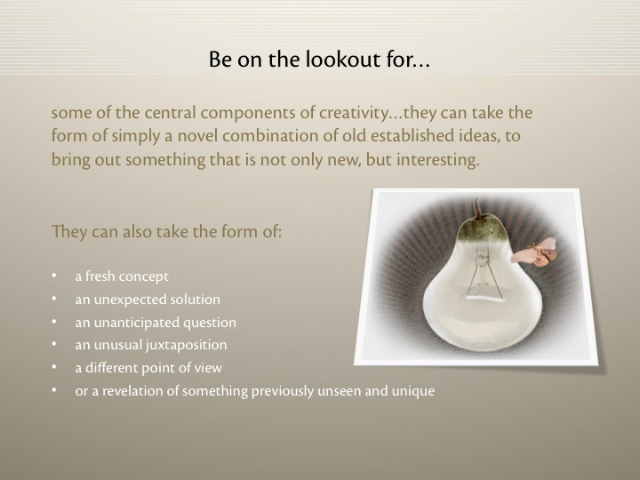 Be on the lookout for...
some of the central components of creativity...they can take the
form of simply a novel combination of old established ideas, to
bring out something that is not only new, but interesting.
They can also take the form of:
• a fresh concept
• an unexpected solution
• an unanticipated question
• an unusual juxtaposition
• a different point of view
• or a revelation of something previously unseen and unique